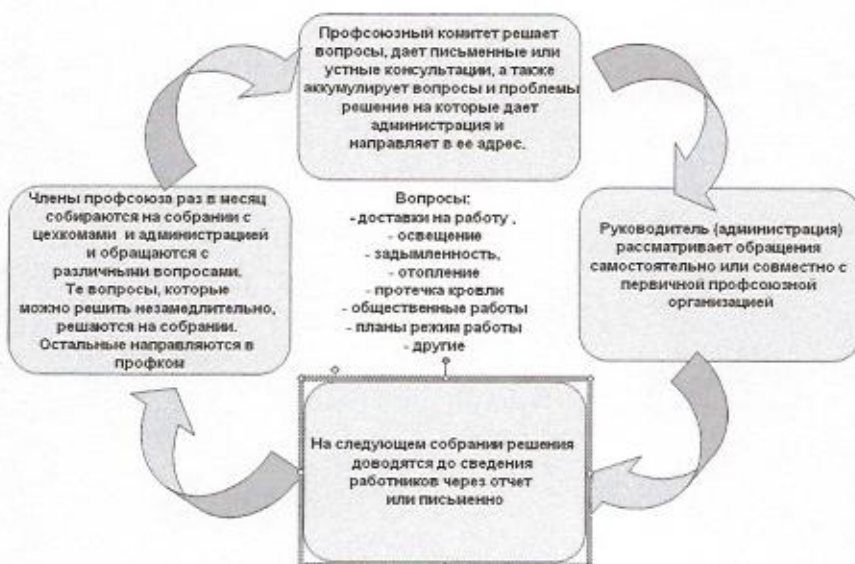 Профсоюзный комитет решает
вопросы, дает письменные или
устные консультации, а также
аккумулирует вопросы и проблемы
решение на которые дает
администрация и
направляет в ее адрес.
Члены профсоюза раз в месяц
собираются на собрании с
цехкомами и администрацией
и обращаются с
различными вопросами.
Те вопросы, которые
можно решить незамедлительно,
решаются на собрании.
Остальные направляются в
профком
Вопросы:
- доставки на работу ,
- освещение
- задымленность,
- отопление
- протечка кровли
- общественные работы
- планы режим работы
- другие
Руководитель (администрация)
рассматривает обращения
самостоятельно или совместно с
первичной профсоюзной
организацией
На следующем собрании решения
доводятся до сведения
работников через отчет
или письменно